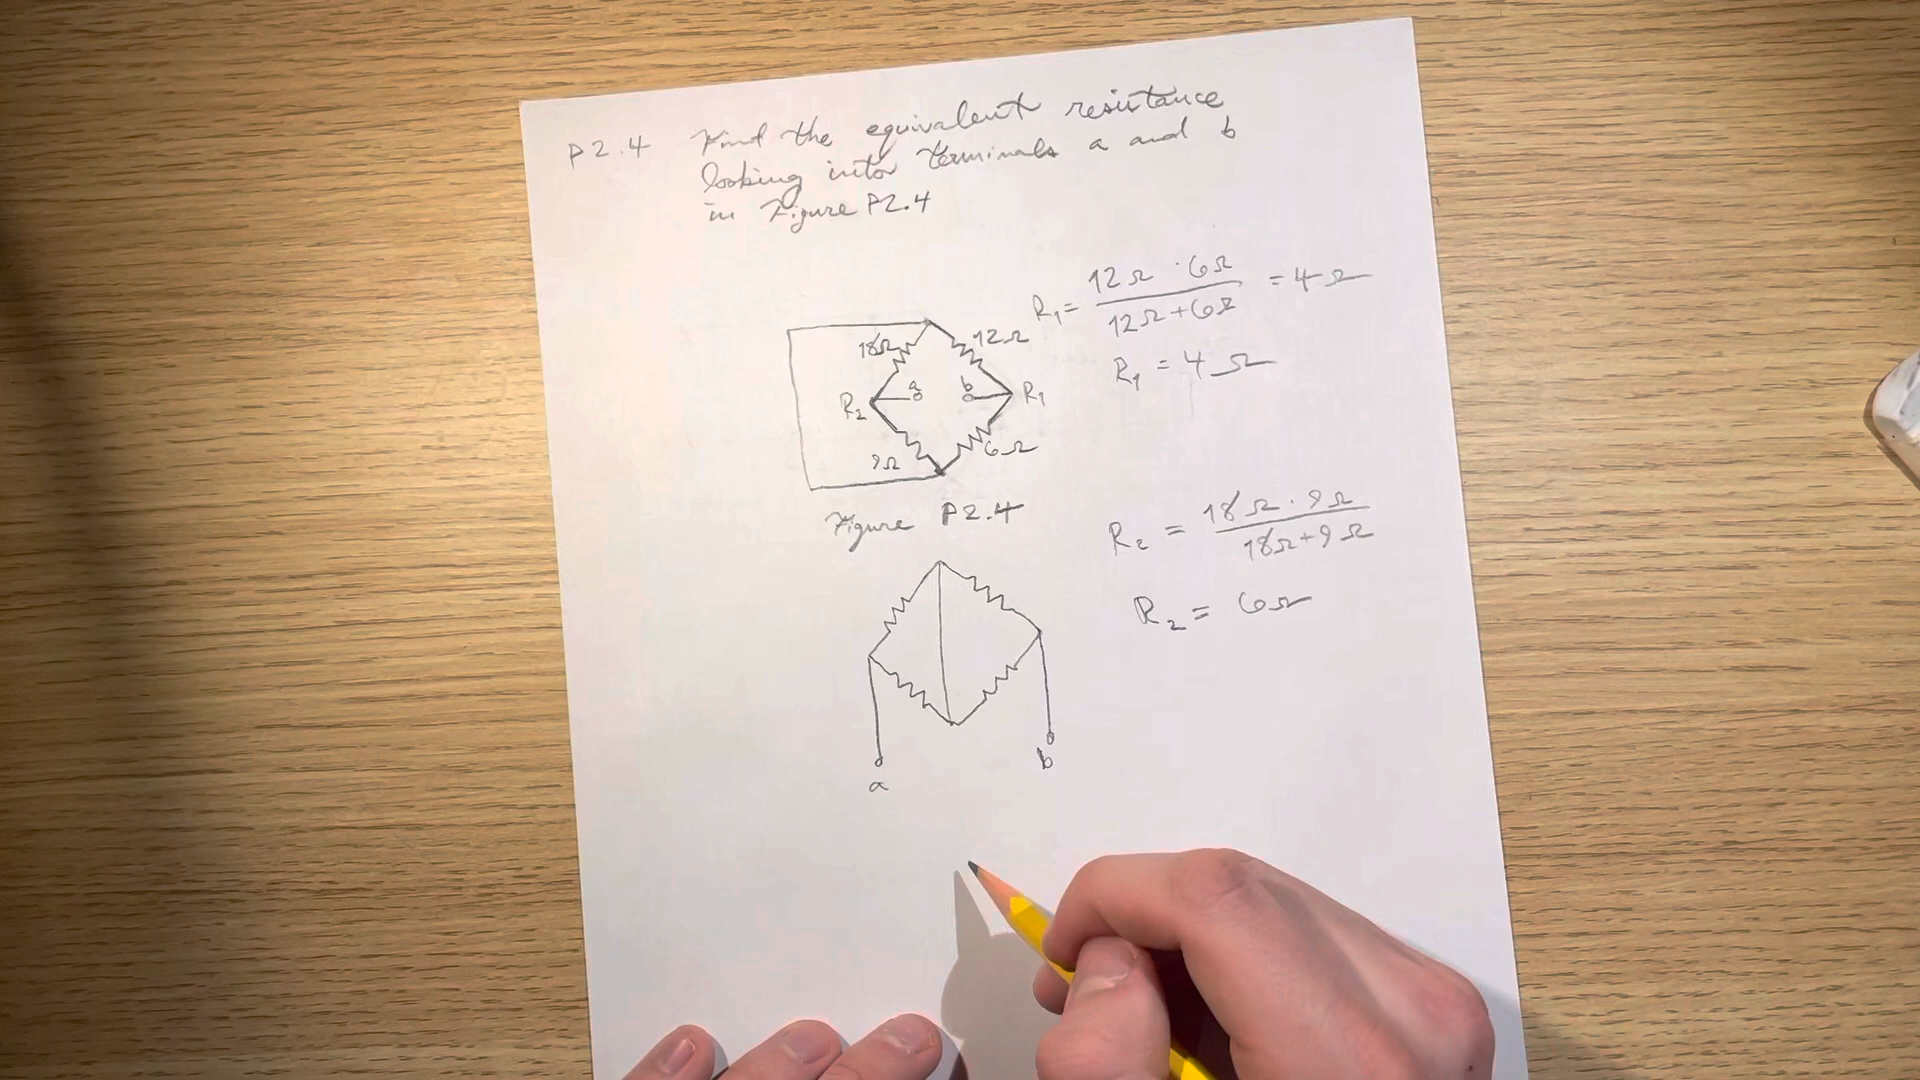 P2.4 Find the equivalent resistance
looking into terminals a and b
in Figure P2.4
R₁ = 12Ω · 6Ω / 12Ω + 6Ω = 4Ω
R₁ = 4Ω
18Ω 12Ω
R₂ a b R₁
9Ω 6Ω
Figure P2.4
R₂ = 18Ω · 9Ω / 18Ω + 9Ω
R₂ = 6Ω
a b